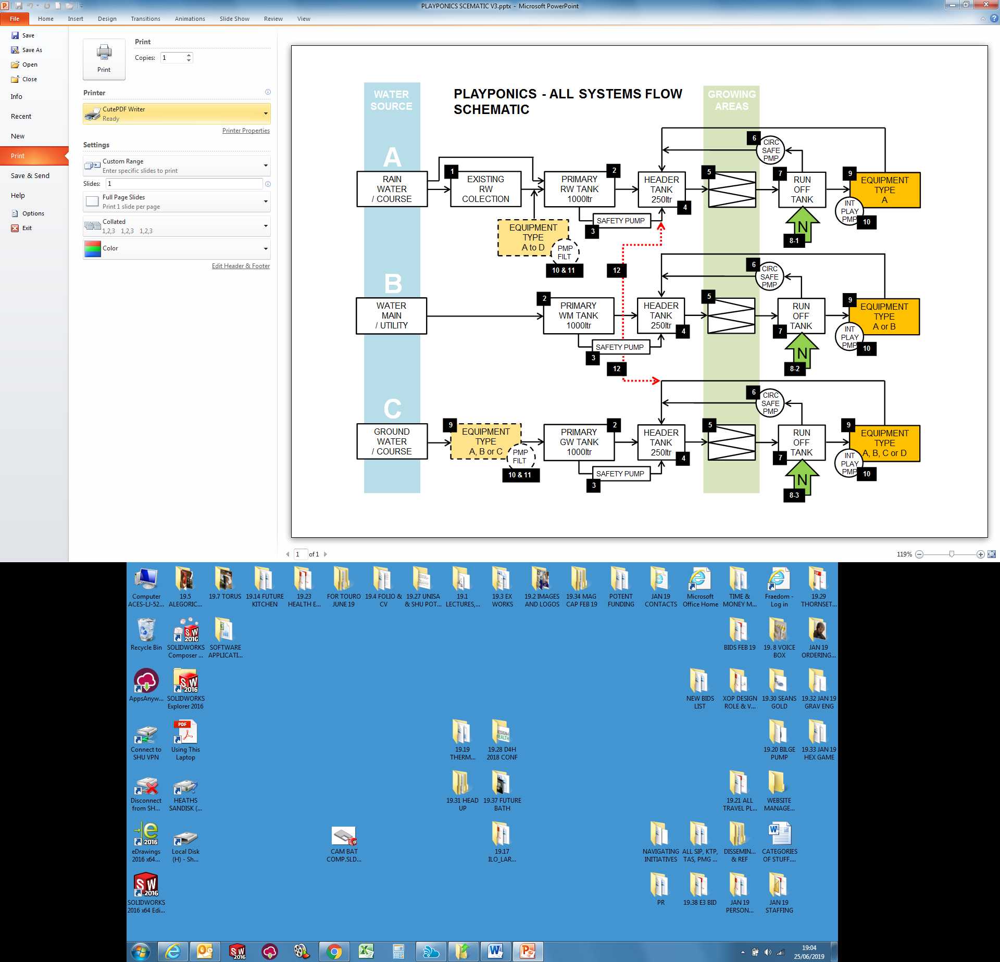 PLAYPONICS SCEMATIC V3.pptx - Microsoft PowerPoint
File
Home
Insert
Design
Transitions
Animations
Slide Show
Review
View
Save
Save As
Open
Close
Info
Recent
New
Print
Save & Send
Help
Options
Exit
Print
Print
Copies: 1
Printer
CutePDF Writer
Ready
Printer Properties
Settings
Custom Range
Enter specific slides to print
Slides: 1
Full Page Slides
Print 1 slide per page
Collated
1,2,3 1,2,3 1,2,3
Color
Edit Header & Footer
WATER
SOURCE
PLAYPONICS - ALL SYSTEMS FLOW
SCHEMATIC
GROWING
AREAS
A
RAIN
WATER
/ COURSE
1
EXISTING
RW
COLECTION
2
PRIMARY
RW TANK
1000ltr
HEADER
TANK
250ltr
4
SAFETY PUMP
3
5
6
CIRC
SAFE
PMP
7
RUN
OFF
TANK
N
8-1
9
EQUIPMENT
TYPE
A
INT
PLAY
PMP
10
EQUIPMENT
TYPE
A to D
PMP
FILT
10 & 11
12
B
WATER
MAIN
/ UTILITY
2
PRIMARY
WM TANK
1000ltr
HEADER
TANK
250ltr
4
SAFETY PUMP
3
12
5
6
CIRC
SAFE
PMP
RUN
OFF
TANK
7
N
8-2
9
EQUIPMENT
TYPE
A or B
INT
PLAY
PMP
10
C
GROUND
WATER
/ COURSE
9
EQUIPMENT
TYPE
A, B or C
PMP
FILT
10 & 11
2
PRIMARY
GW TANK
1000ltr
HEADER
TANK
250ltr
4
SAFETY PUMP
3
5
6
CIRC
SAFE
PMP
RUN
OFF
TANK
7
N
8-3
9
EQUIPMENT
TYPE
A, B, C or D
INT
PLAY
PMP
10
1 of 1
119%
Computer
ACES-LJ-52...
19.5
ALEGORIC...
19.7 TORUS
19.14 FUTURE
KITCHEN
19.23
HEALTH E...
FOR TOURO
JUNE 19
19.4 FOLIO &
CV
19.27 UNISA
& SHU POT...
19.1
LECTURES,...
19.3 EX
WORKS
19.2 IMAGES
AND LOGOS
19.34 MAG
CAP FEB 19
POTENT
FUNDING
JAN 19
CONTACTS
Microsoft
Office Home
TIME &
MONEY M...
Fraedom -
Log in
19.29
THORNSET...
Recycle Bin
SOLIDWORKS
Composer ...
SOFTWARE
APPLICATI...
BIDS FEB 19
19. 8 VOICE
BOX
JAN 19
ORDERING...
AppsAnyw...
SOLIDWORKS
Explorer 2016
NEW BIDS
LIST
XOP DESIGN
ROLE & V...
19.30 SEANS
GOLD
19.32 JAN 19
GRAV ENG
Connect to
SHU VPN
Using This
Laptop
19.19
THERM...
19.28 D4H
2018 CONF
19.20 BILGE
PUMP
19.33 JAN 19
HEX GAME
Disconnect
from SH...
HEATHS
SANDISK (...
19.31 HEAD
UP
19.37 FUTURE
BATH
19.21 ALL
TRAVEL PL...
WEBSITE
MANAGE...
eDrawings
2016 x64...
Local Disk
(H) - Sh...
CAM BAT
COMP.SLD...
19.17
ILO_LAR...
NAVIGATING
INITIATIVES
ALL SIP, KTP,
TAS, PMG ...
DISSEMIN...
& REF
CATEGORIES
OF STUFF....
SOLIDWORKS
2016 x64 Edi...
PR
19.38 E3 BID
JAN 19
PERSON...
JAN 19
STAFFING
19:04
25/06/2019